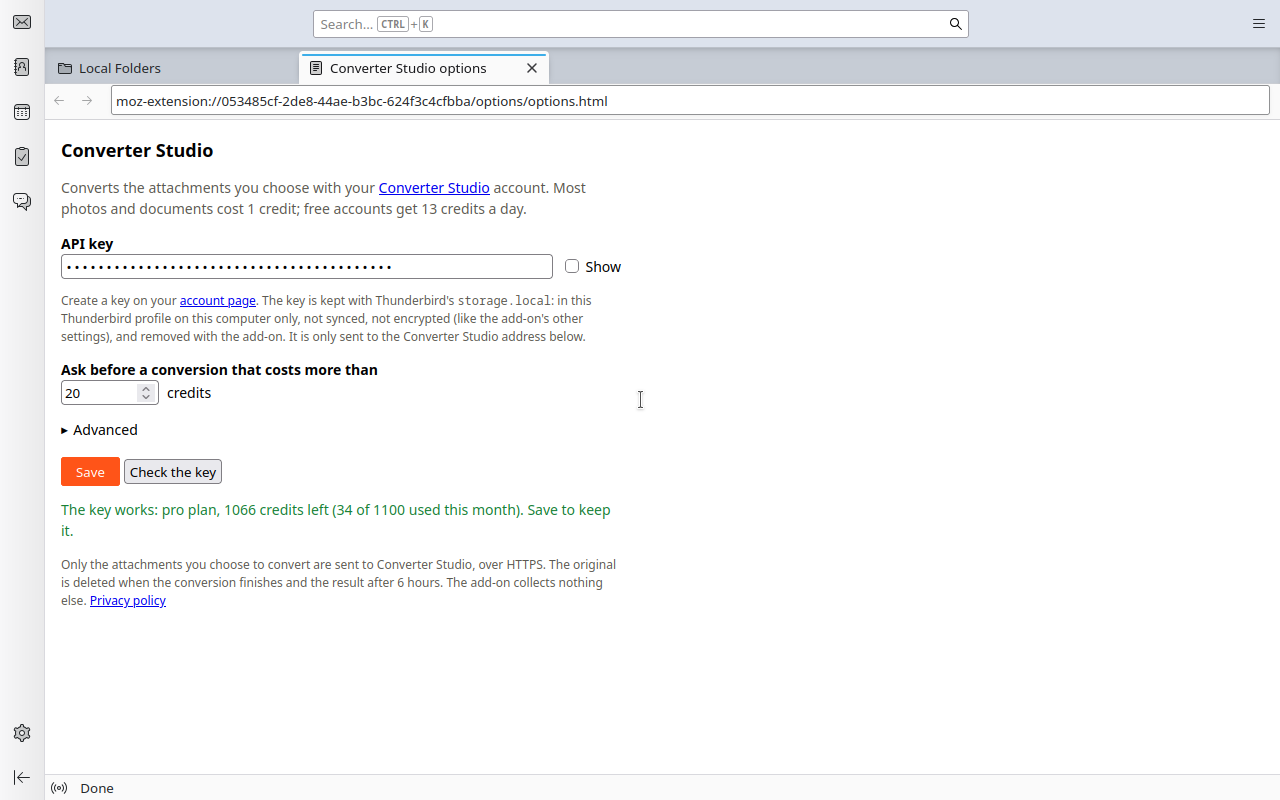 Search... CTRL + K
Local Folders
Converter Studio options
moz-extension://053485cf-2de8-44ae-b3bc-624f3c4cfbba/options/options.html
Converter Studio
Converts the attachments you choose with your Converter Studio account. Most
photos and documents cost 1 credit; free accounts get 13 credits a day.
API key
••••••••••••••••••••••••••••••••••••••••• Show
Create a key on your account page. The key is kept with Thunderbird's storage.local: in this
Thunderbird profile on this computer only, not synced, not encrypted (like the add-on's other
settings), and removed with the add-on. It is only sent to the Converter Studio address below.
Ask before a conversion that costs more than
20 credits
▸ Advanced
Save Check the key
The key works: pro plan, 1066 credits left (34 of 1100 used this month). Save to keep
it.
Only the attachments you choose to convert are sent to Converter Studio, over HTTPS. The original
is deleted when the conversion finishes and the result after 6 hours. The add-on collects nothing
else. Privacy policy
Done